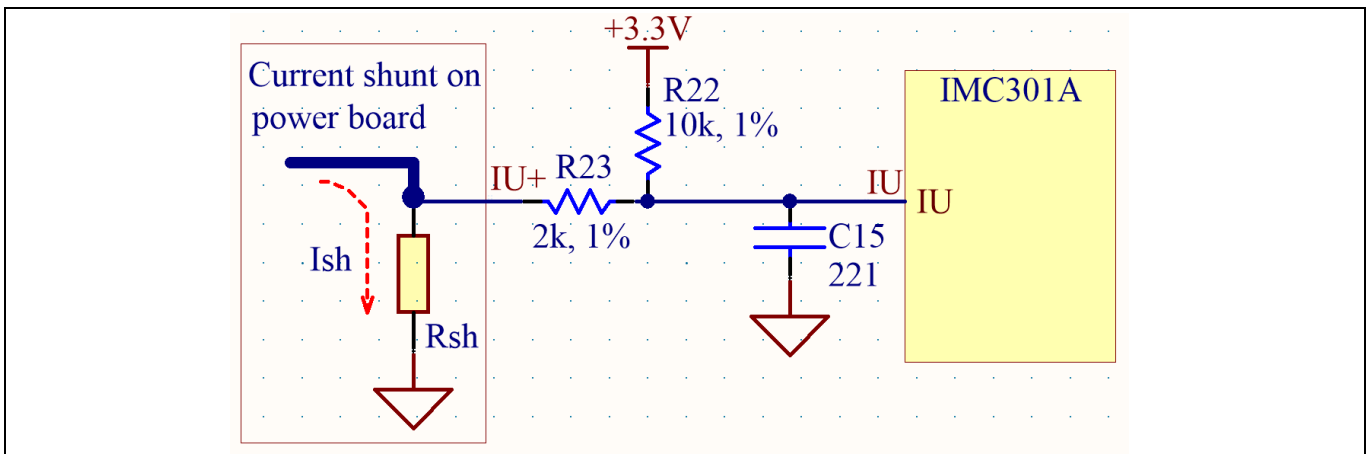 +3.3V
Current shunt on
power board
R22
10k, 1%
IMC301A
IU+
R23
2k, 1%
IU
IU
C15
221
Ish
Rsh